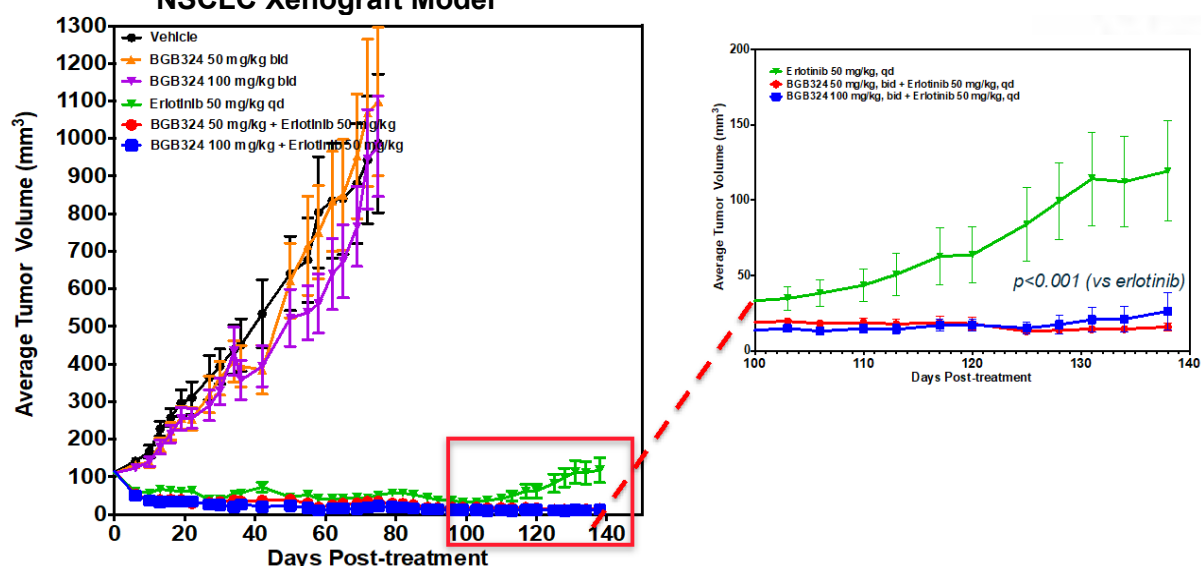 NSCLC Xenograft Model
1300
1200
1100
1000
900
800
700
600
500
400
300
200
100
0
Average Tumor Volume (mm3)
Vehicle
BGB324 50 mg/kg bid
BGB324 100 mg/kg bid
Erlotinib 50 mg/kg qd
BGB324 50 mg/kg + Erlotinib 50 mg/kg
BGB324 100 mg/kg + Erlotinib 50 mg/kg
0 20 40 60 80 100 120 140
Days Post-treatment
200
150
100
50
0
Average Tumor Volume (mm3)
Erlotinib 50 mg/kg, qd
BGB324 50 mg/kg, bid + Erlotinib 50 mg/kg, qd
BGB324 100 mg/kg, bid + Erlotinib 50 mg/kg, qd
p<0.001 (vs erlotinib)
100 110 120 130 140
Days Post-treatment